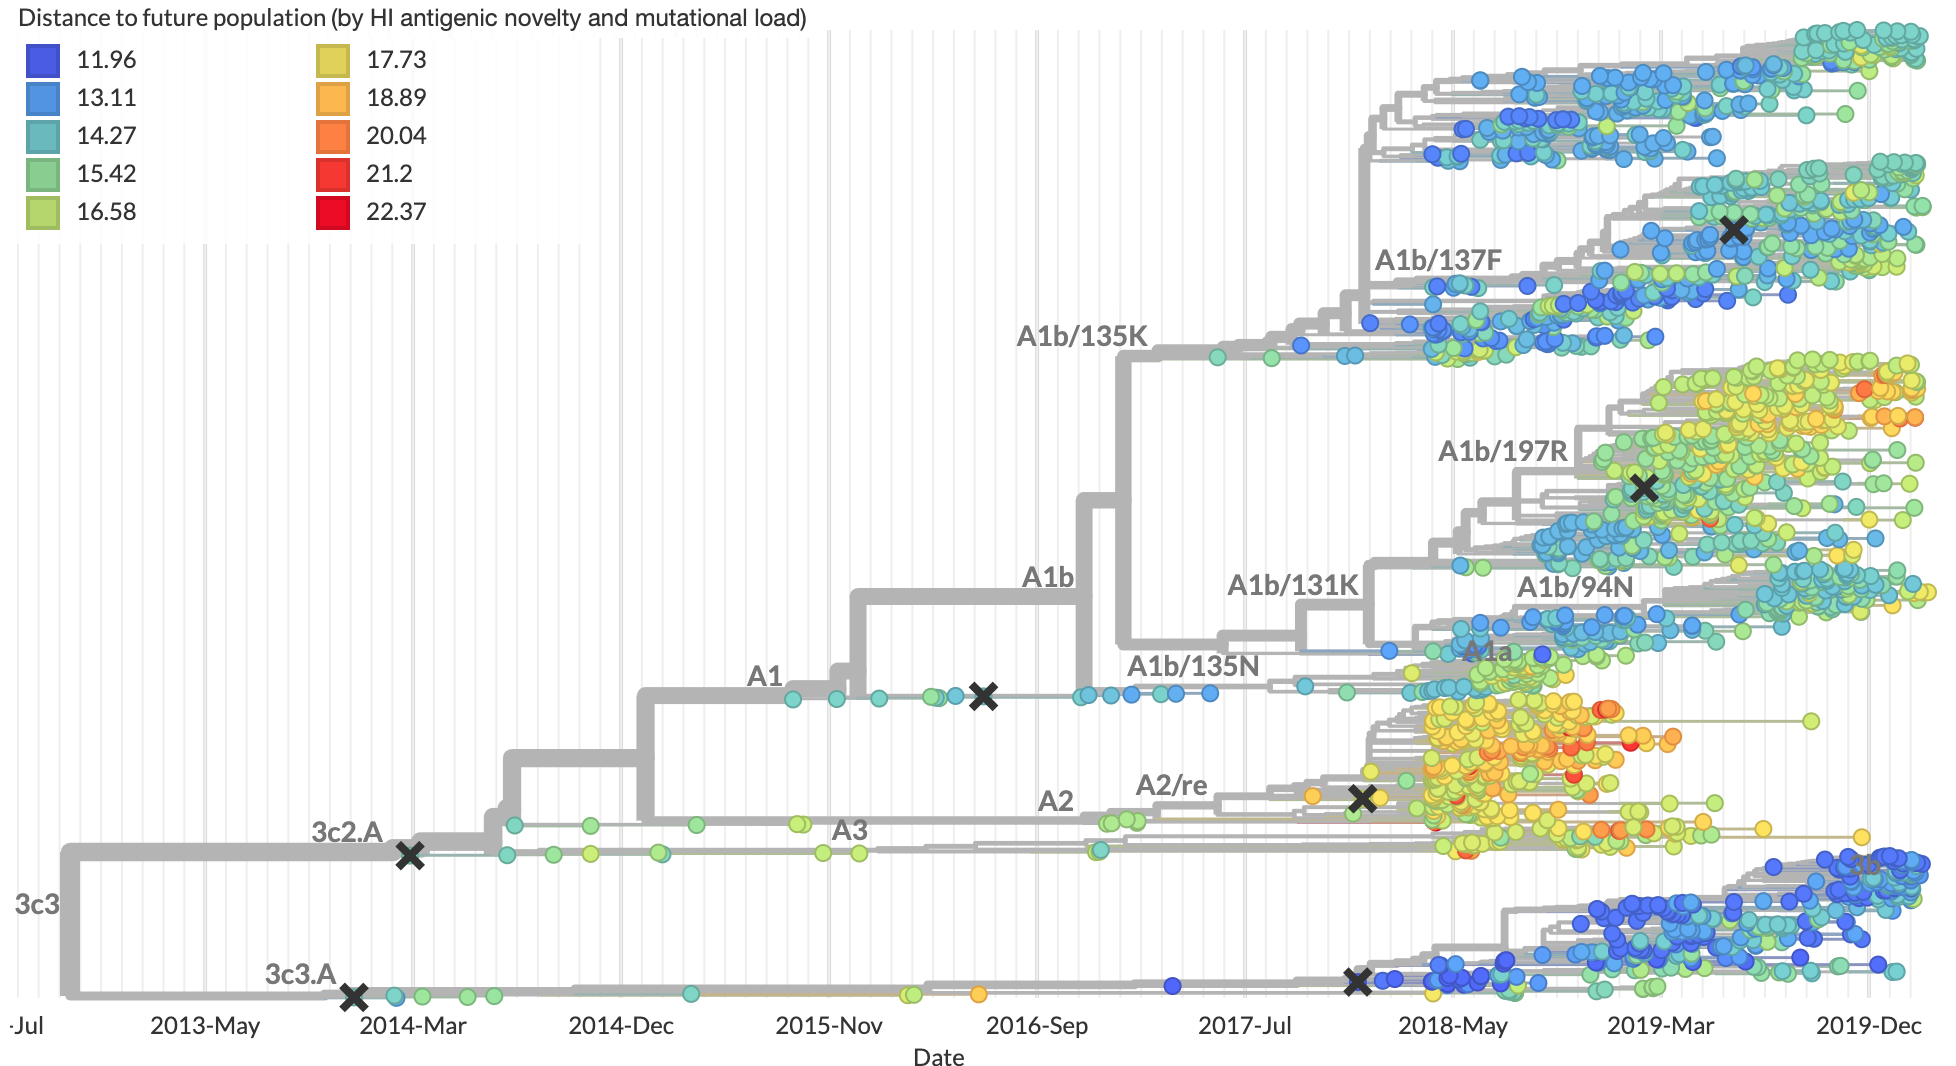 Distance to future population (by HI antigenic novelty and mutational load)
11.96
13.11
14.27
15.42
16.58
17.73
18.89
20.04
21.2
22.37
A1b/137F
A1b/135K
A1b/197R
A1b
A1b/131K
A1b/94N
A1a
A1b/135N
A1
A2/re
A2
3c2.A
A3
3b
3c3
3c3.A
-Jul
2013-May
2014-Mar
2014-Dec
2015-Nov
2016-Sep
2017-Jul
2018-May
2019-Mar
2019-Dec
Date